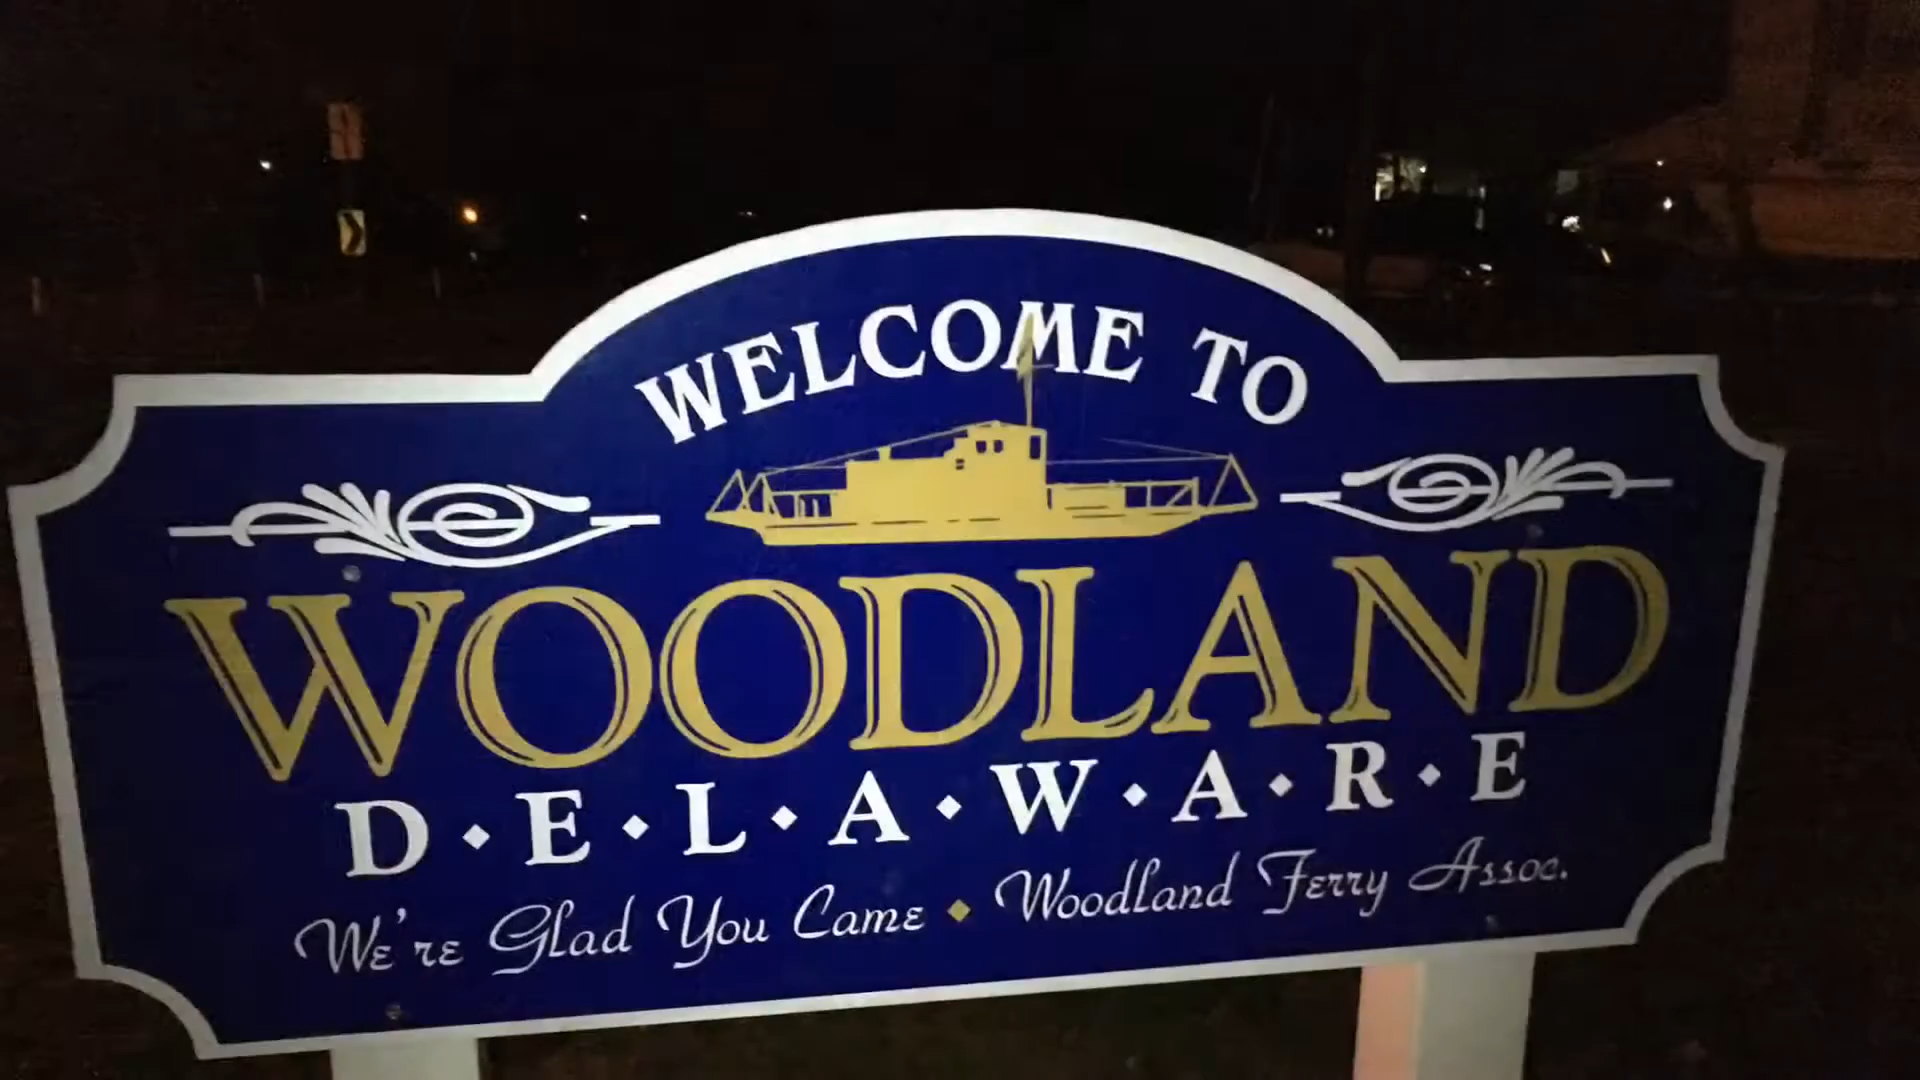 WELCOME TO
WOODLAND
D•E•L•A•W•A•R•E
We're Glad You Came • Woodland Ferry Assoc.